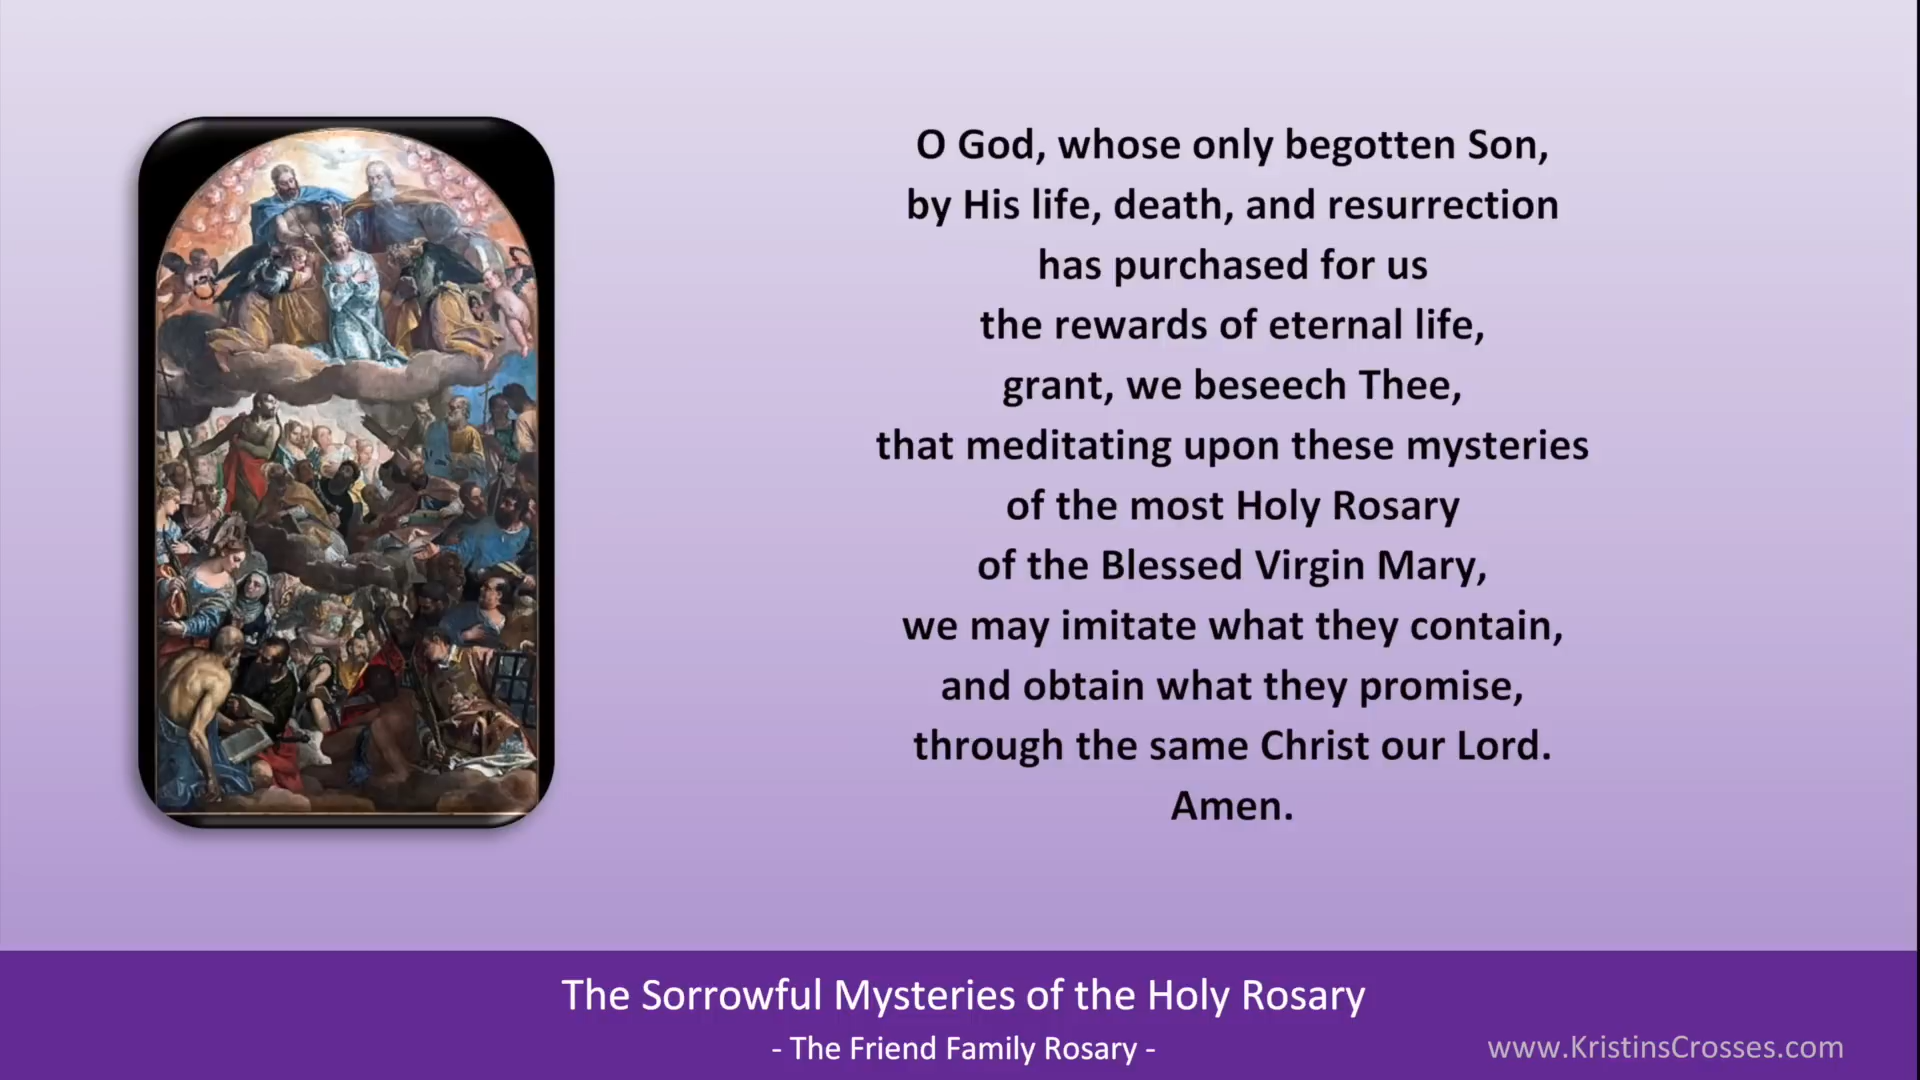 O God, whose only begotten Son,
by His life, death, and resurrection
has purchased for us
the rewards of eternal life,
grant, we beseech Thee,
that meditating upon these mysteries
of the most Holy Rosary
of the Blessed Virgin Mary,
we may imitate what they contain,
and obtain what they promise,
through the same Christ our Lord.
Amen.
The Sorrowful Mysteries of the Holy Rosary
- The Friend Family Rosary -
www.KristinsCrosses.com